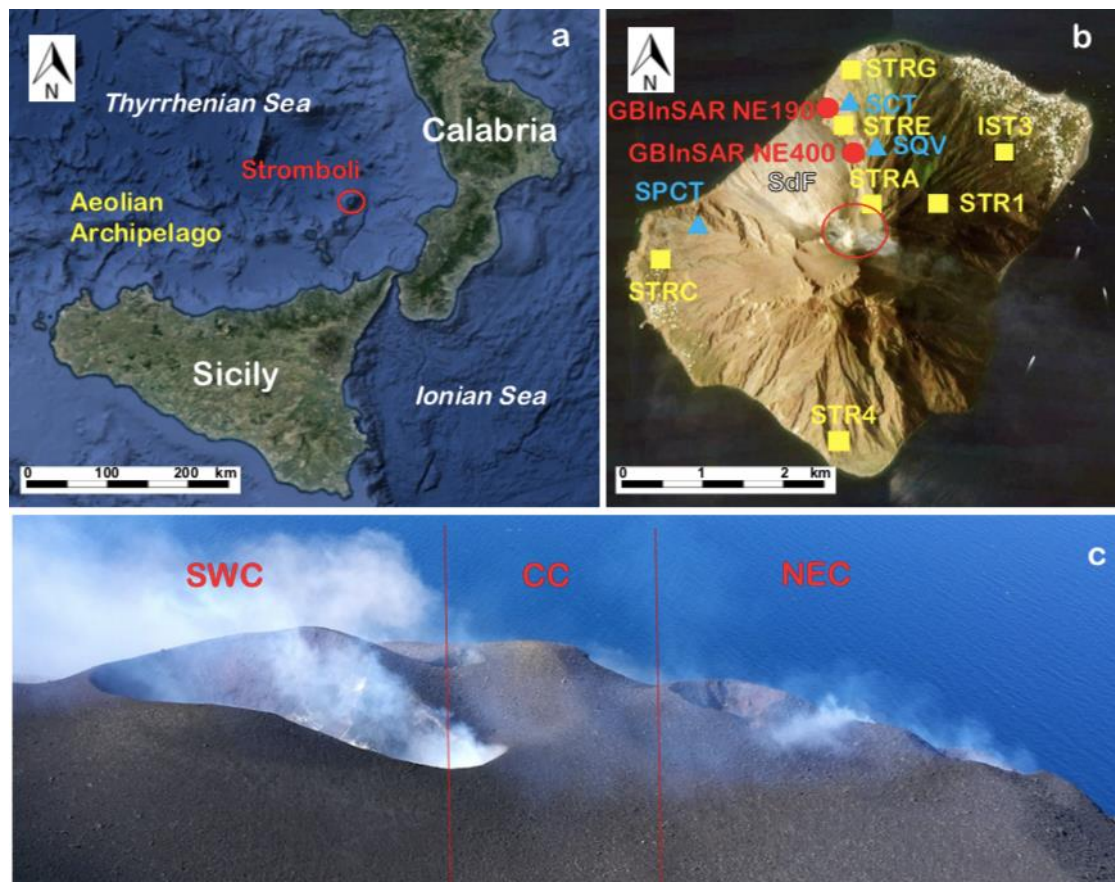 a
N
Thyrrhenian Sea
Calabria
Stromboli
Aeolian
Archipelago
Sicily
Ionian Sea
0 100 200 km
b
N
STRG
GBInSAR NE190
SCT
STRE
IST3
GBInSAR NE400
SQV
SdF
STRA
SPCT
STR1
STRC
STR4
0 1 2 km
c
SWC
CC
NEC